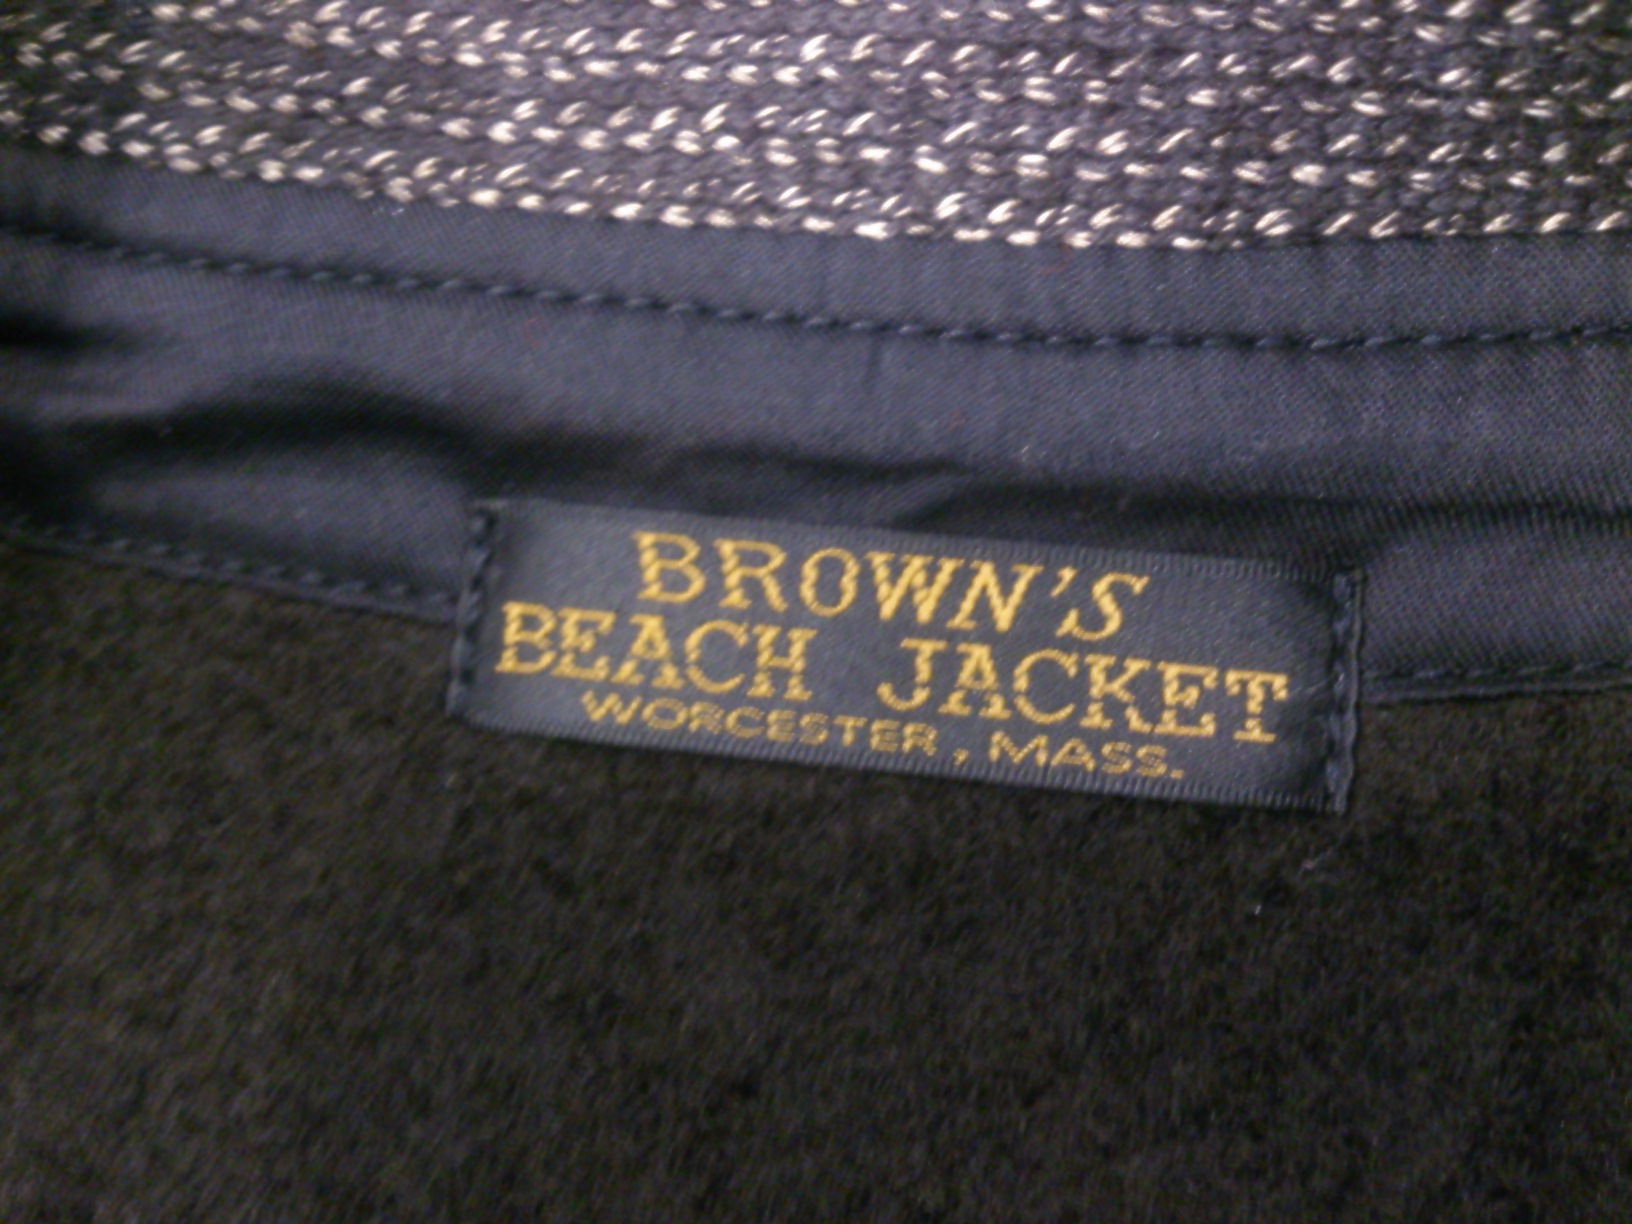 BROWN'S
BEACH JACKET
WORCESTER, MASS.